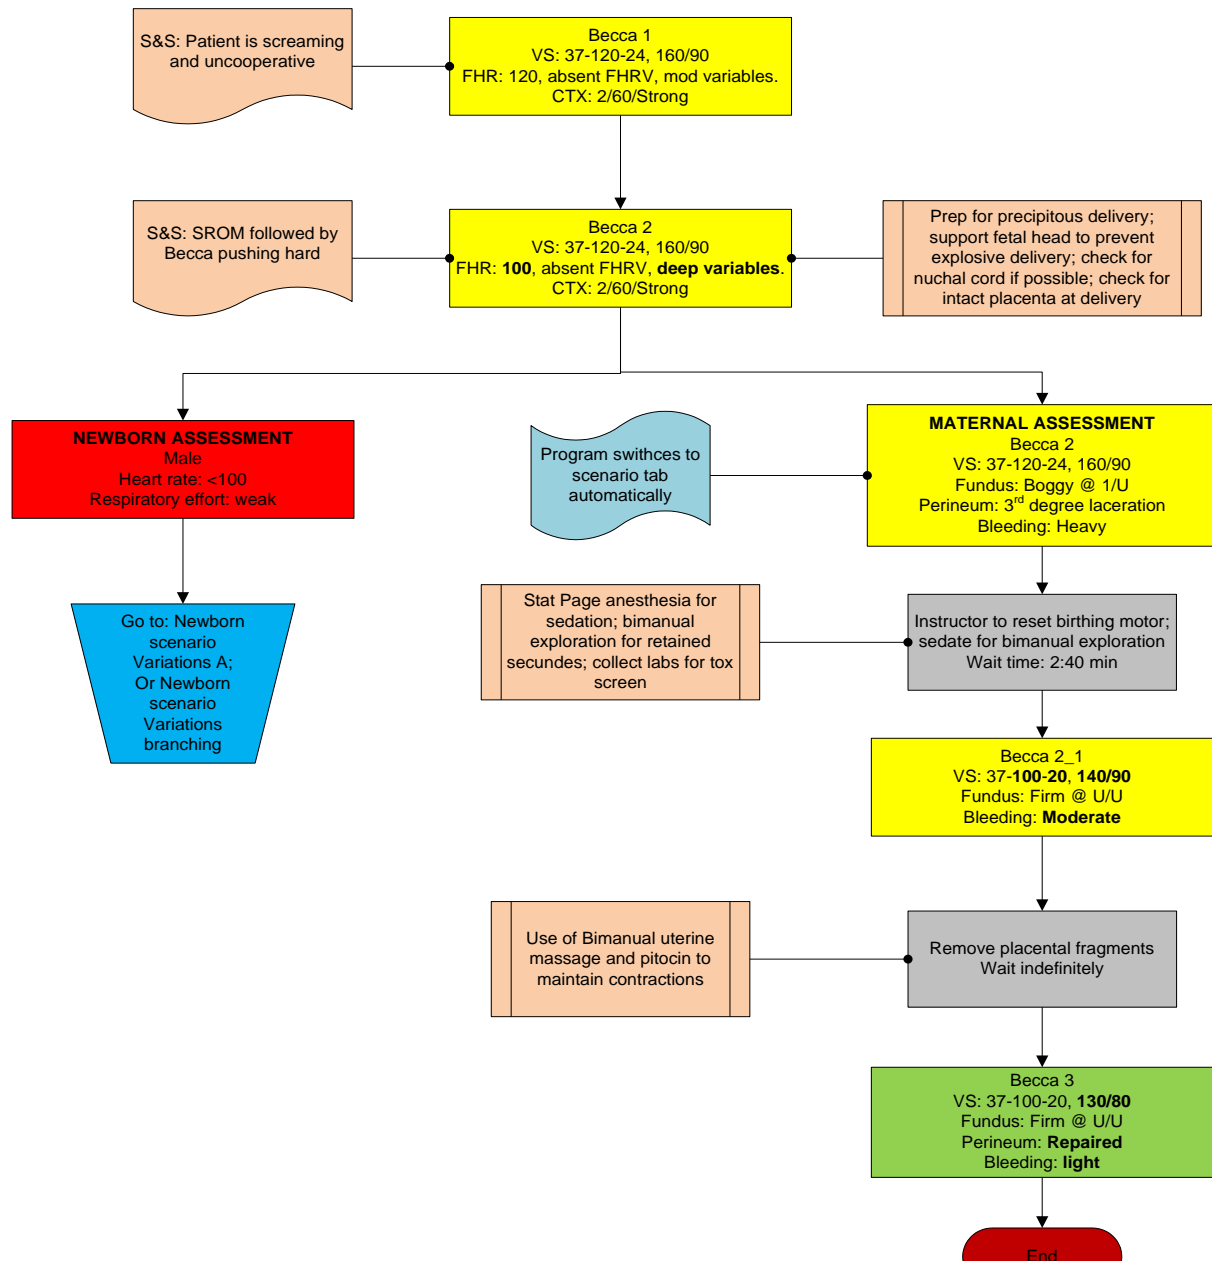 S&S: Patient is screaming
and uncooperative
Becca 1
VS: 37-120-24, 160/90
FHR: 120, absent FHRV, mod variables.
CTX: 2/60/Strong
S&S: SROM followed by
Becca pushing hard
Becca 2
VS: 37-120-24, 160/90
FHR: 100, absent FHRV, deep variables.
CTX: 2/60/Strong
Prep for precipitous delivery;
support fetal head to prevent
explosive delivery; check for
nuchal cord if possible; check for
intact placenta at delivery
NEWBORN ASSESSMENT
Male
Heart rate: <100
Respiratory effort: weak
Program swithces to
scenario tab
automatically
MATERNAL ASSESSMENT
Becca 2
VS: 37-120-24, 160/90
Fundus: Boggy @ 1/U
Perineum: 3rd degree laceration
Bleeding: Heavy
Go to: Newborn
scenario
Variations A;
Or Newborn
scenario
Variations
branching
Stat Page anesthesia for
sedation; bimanual
exploration for retained
secundes; collect labs for tox
screen
Instructor to reset birthing motor;
sedate for bimanual exploration
Wait time: 2:40 min
Becca 2_1
VS: 37-100-20, 140/90
Fundus: Firm @ U/U
Bleeding: Moderate
Use of Bimanual uterine
massage and pitocin to
maintain contractions
Remove placental fragments
Wait indefinitely
Becca 3
VS: 37-100-20, 130/80
Fundus: Firm @ U/U
Perineum: Repaired
Bleeding: light
End